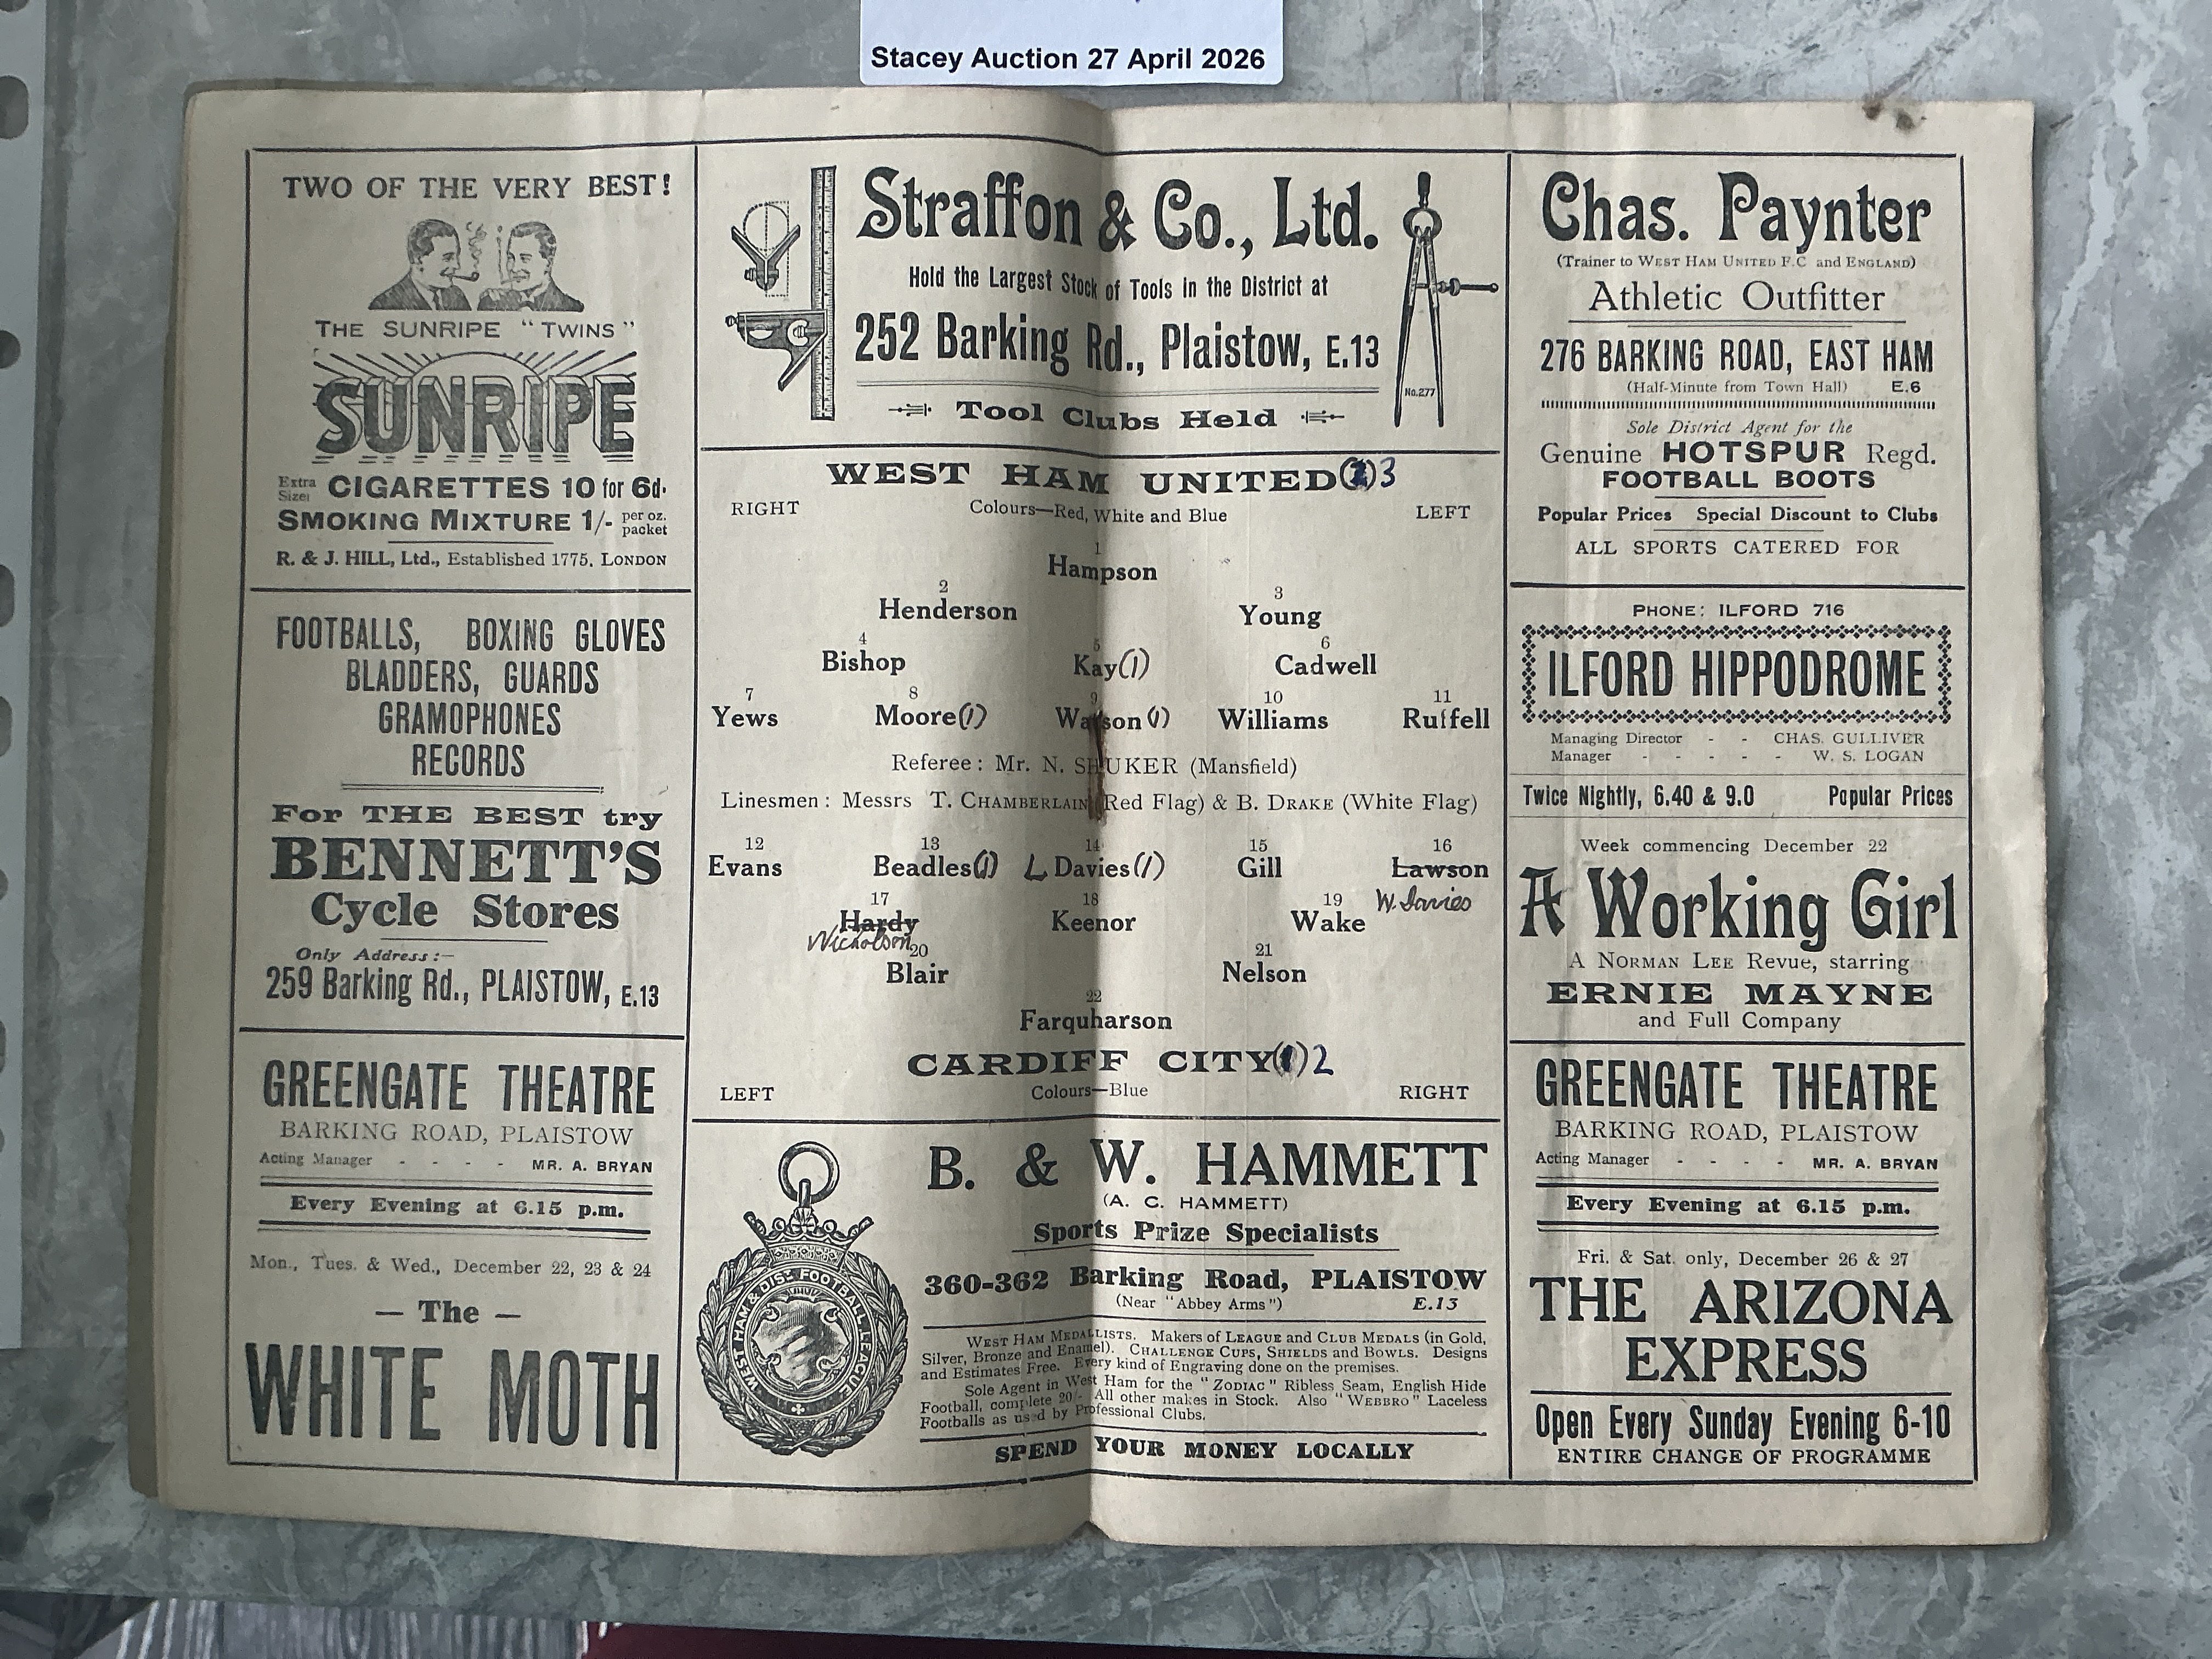 Stacey Auction 27 April 2026
TWO OF THE VERY BEST!
THE SUNRIPE "TWINS"
SUNRIPE
Extra Size: CIGARETTES 10 for 6d.
SMOKING MIXTURE 1/- per oz. packet
R. & J. HILL, Ltd., Established 1775. LONDON
FOOTBALLS, BOXING GLOVES
BLADDERS, GUARDS
GRAMOPHONES
RECORDS
For THE BEST try
BENNETT'S
Cycle Stores
Only Address:-
259 Barking Rd., PLAISTOW, E.13
GREENGATE THEATRE
BARKING ROAD, PLAISTOW
Acting Manager - - - - MR. A. BRYAN
Every Evening at 6.15 p.m.
Mon., Tues. & Wed., December 22, 23 & 24
— The —
WHITE MOTH
Straffon & Co., Ltd.
Hold the Largest Stock of Tools in the District at
252 Barking Rd., Plaistow, E.13
No.277
Tool Clubs Held
WEST HAM UNITED 3
RIGHT Colours—Red, White and Blue LEFT
1
Hampson
2 3
Henderson Young
4 5 6
Bishop Kay (1) Cadwell
7 8 9 10 11
Yews Moore (1) Watson (1) Williams Ruffell
Referee: Mr. N. SHUKER (Mansfield)
Linesmen: Messrs T. CHAMBERLAIN (Red Flag) & B. DRAKE (White Flag)
12 13 14 15 16
Evans Beadles (1) L Davies (1) Gill Lawson
W. Davies
17 18 19
Hardy Keenor Wake
Nicholson
20 21
Blair Nelson
22
Farquharson
CARDIFF CITY 2
LEFT Colours—Blue RIGHT
B. & W. HAMMETT
(A. C. HAMMETT)
Sports Prize Specialists
360-362 Barking Road, PLAISTOW
(Near "Abbey Arms") E.13
WEST HAM MEDALLISTS. Makers of LEAGUE and CLUB MEDALS (in Gold,
Silver, Bronze and Enamel). CHALLENGE CUPS, SHIELDS and BOWLS. Designs
and Estimates Free. Every kind of Engraving done on the premises.
Sole Agent in West Ham for the "ZODIAC" Ribless Seam, English Hide
Football, complete 20/- All other makes in Stock. Also "WEBBRO" Laceless
Footballs as used by Professional Clubs.
SPEND YOUR MONEY LOCALLY
WEST HAM & DIST FOOTBALL LEAGUE
Chas. Paynter
(Trainer to WEST HAM UNITED F.C and ENGLAND)
Athletic Outfitter
276 BARKING ROAD, EAST HAM
(Half-Minute from Town Hall) E.6
Sole District Agent for the
Genuine HOTSPUR Regd.
FOOTBALL BOOTS
Popular Prices Special Discount to Clubs
ALL SPORTS CATERED FOR
PHONE: ILFORD 716
ILFORD HIPPODROME
Managing Director - - CHAS. GULLIVER
Manager - - - - - W. S. LOGAN
Twice Nightly, 6.40 & 9.0 Popular Prices
Week commencing December 22
A Working Girl
A NORMAN LEE Revue, starring
ERNIE MAYNE
and Full Company
GREENGATE THEATRE
BARKING ROAD, PLAISTOW
Acting Manager - - - - MR. A. BRYAN
Every Evening at 6.15 p.m.
Fri. & Sat. only, December 26 & 27
THE ARIZONA
EXPRESS
Open Every Sunday Evening 6-10
ENTIRE CHANGE OF PROGRAMME